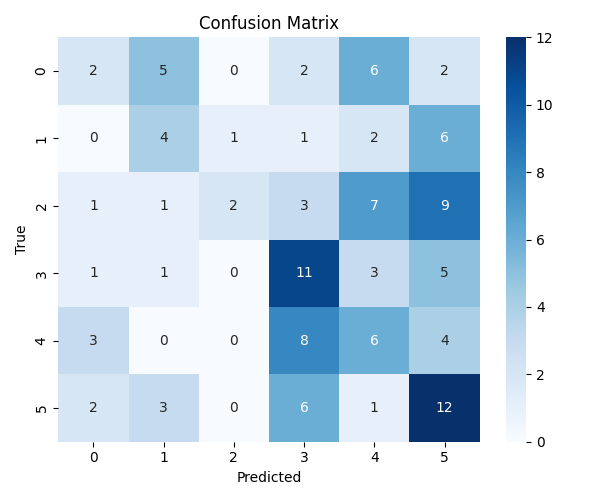 Confusion Matrix
True
0 2 5 0 2 6 2
1 0 4 1 1 2 6
2 1 1 2 3 7 9
3 1 1 0 11 3 5
4 3 0 0 8 6 4
5 2 3 0 6 1 12
0 1 2 3 4 5
Predicted
12
10
8
6
4
2
0